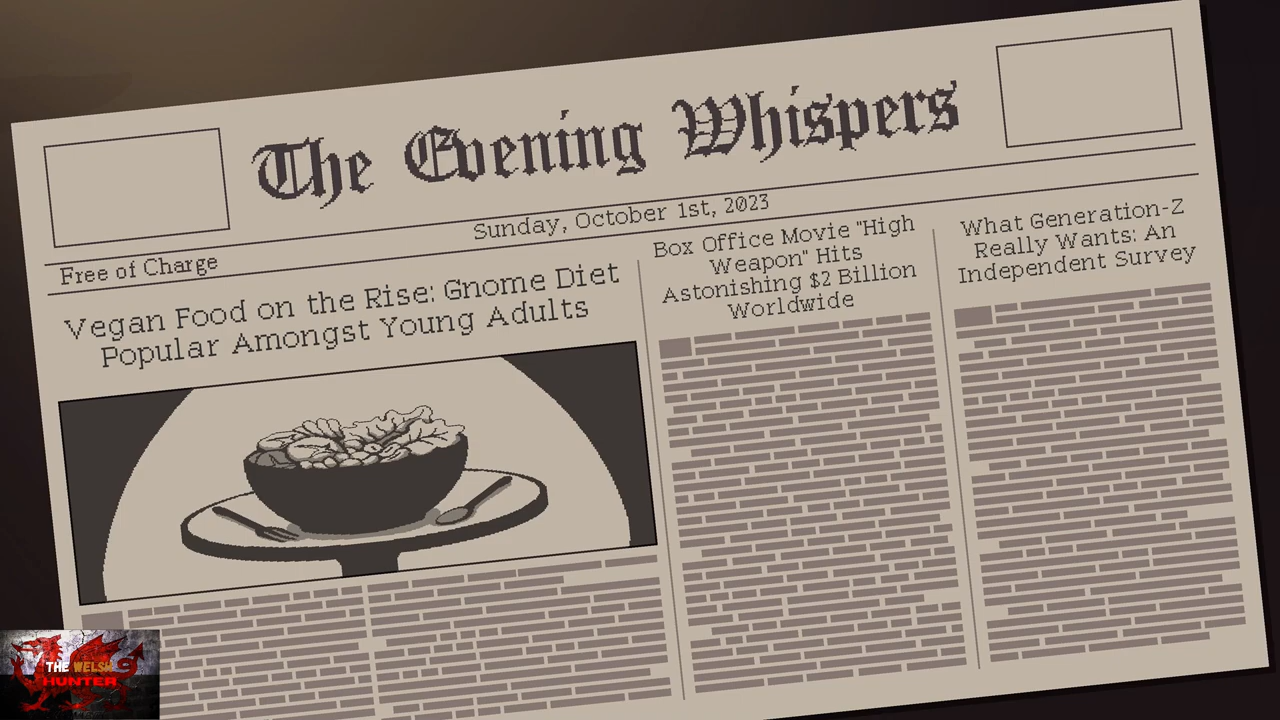 The Evening Whispers
Sunday, October 1st, 2023
Free of Charge
Vegan Food on the Rise: Gnome Diet
Popular Amongst Young Adults
Box Office Movie "High
Weapon" Hits
Astonishing $2 Billion
Worldwide
What Generation-Z
Really Wants: An
Independent Survey
THE WELSH
HUNTER